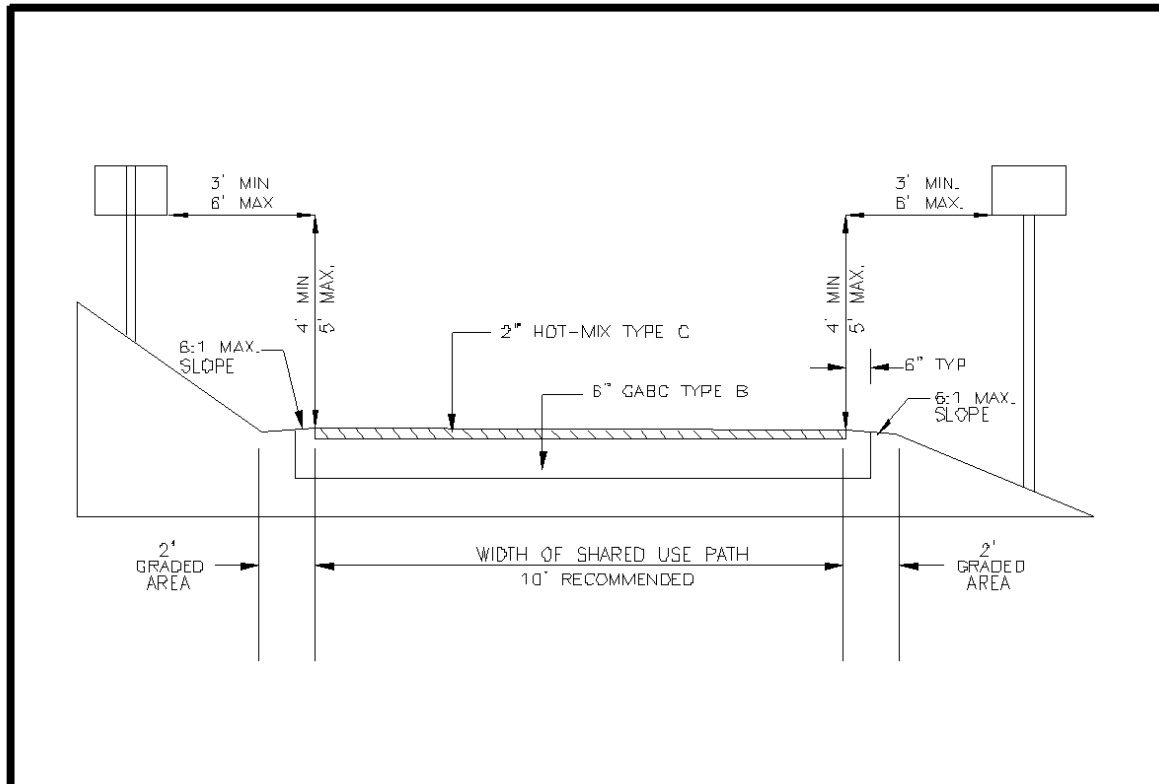 3' MIN
6' MAX
3' MIN.
6' MAX.
4' MIN
5' MAX.
4' MIN
5' MAX.
2" HOT-MIX TYPE C
6:1 MAX.
SLOPE
6" TYP
6" GABC TYPE B
6:1 MAX.
SLOPE
2'
GRADED
AREA
WIDTH OF SHARED USE PATH
10' RECOMMENDED
2'
GRADED
AREA